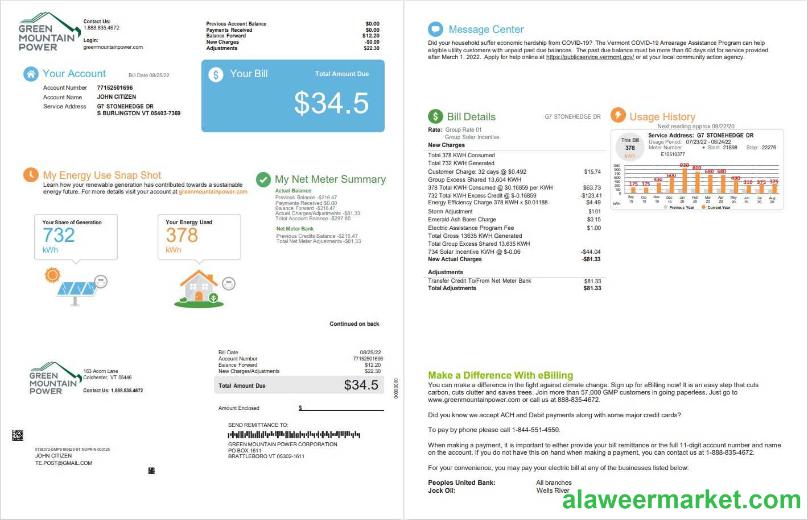 GREEN
MOUNTAIN
POWER
Contact Us:
1.888.835.4672
Login:
greenmountainpower.com
Previous Account Balance $0.00
Payments Received $0.00
Balance Forward $12.20
New Charges -$0.99
Adjustments $22.30
Your Account Bill Date 08/25/22
Account Number 77152501696
Account Name JOHN CITIZEN
Service Address G7 STONEHEDGE DR
S BURLINGTON VT 05403-7369
Your Bill Total Amount Due
$34.5
My Energy Use Snap Shot
Learn how your renewable generation has contributed towards a sustainable
energy future. For more details visit your account at greenmountainpower.com
Your Share of Generation
732
kWh
Your Energy Used
378
kWh
My Net Meter Summary
Actual Balance
Previous Balance -$216.47
Payments Received $0.00
Balance Forward -$216.47
Actual Charges/Adjustments -$81.33
Total Account Balance -$297.80
Net Meter Bank
Previous Credits Balance -$216.47
Total Net Meter Adjustments -$81.33
Continued on back
GREEN
MOUNTAIN
POWER
163 Acorn Lane
Colchester, VT 05446
Contact Us: 1.888.835.4672
Bill Date 08/25/22
Account Number 77152501696
Balance Forward $12.20
New Charges/Adjustments $22.30
Total Amount Due $34.5
Amount Enclosed $
SEND REMITTANCE TO:
GREEN MOUNTAIN POWER CORPORATION
PO BOX 1611
BRATTLEBORO VT 05302-1611
JOHN CITIZEN
TE.POST@GMAIL.COM
Message Center
Did your household suffer economic hardship from COVID-19? The Vermont COVID-19 Arrearage Assistance Program can help
eligible utility customers with unpaid past due balances. The past due balance must be more than 60 days old for service provided
after March 1, 2022. Apply for help online at https://publicservice.vermont.gov/ or at your local community action agency.
Bill Details G7 STONEHEDGE DR
Rate: Group Rate 01
Group Solar Incentive
New Charges
Total 378 KWH Consumed
Total 732 KWH Generated
Customer Charge: 32 days @ $0.492 $15.74
Group Excess Shared 13,604 KWH
378 Total KWH Consumed @ $0.16859 per KWH $63.73
732 Total KWH Excess Credit @ $-0.16859 -$123.41
Energy Efficiency Charge 378 KWH x $0.01188 $4.49
Storm Adjustment $1.61
Emerald Ash Borer Charge $0.15
Electric Assistance Program Fee $1.00
Total Gross 13635 KWH Generated
Total Group Excess Shared 13,635 KWH
734 Solar Incentive KWH @ $-0.06 -$44.04
New Actual Charge -$81.33
Adjustments
Transfer Credit To/From Net Meter Bank $81.33
Total Adjustments $81.33
Usage History
Next reading approx 09/22/20
This Bill
378
kWh
Service Address: G7 STONEHEDGE DR
Usage Period: 07/23/22 - 08/24/22
Meter Number
Start 21898 Enter 22276
E10510377
Previous Year Current Year
Make a Difference With eBilling
You can make a difference in the fight against climate change. Sign up for eBilling now! It is an easy step that cuts
carbon, cuts clutter and saves trees. Join more than 57,000 GMP customers in going paperless. Just go to
www.greenmountainpower.com or call us at 888-835-4672.
Did you know we accept ACH and Debit payments along with some major credit cards?
To pay by phone please call 1-844-551-4550.
When making a payment, it is important to either provide your bill remittance or the full 11-digit account number and name
on the account. If you do not have this on hand when making a payment, you can contact us at 1-888-835-4672.
For your convenience, you may pay your electric bill at any of the businesses listed below:
Peoples United Bank: All branches
Jock Oil: Wells River
alaweermarket.com